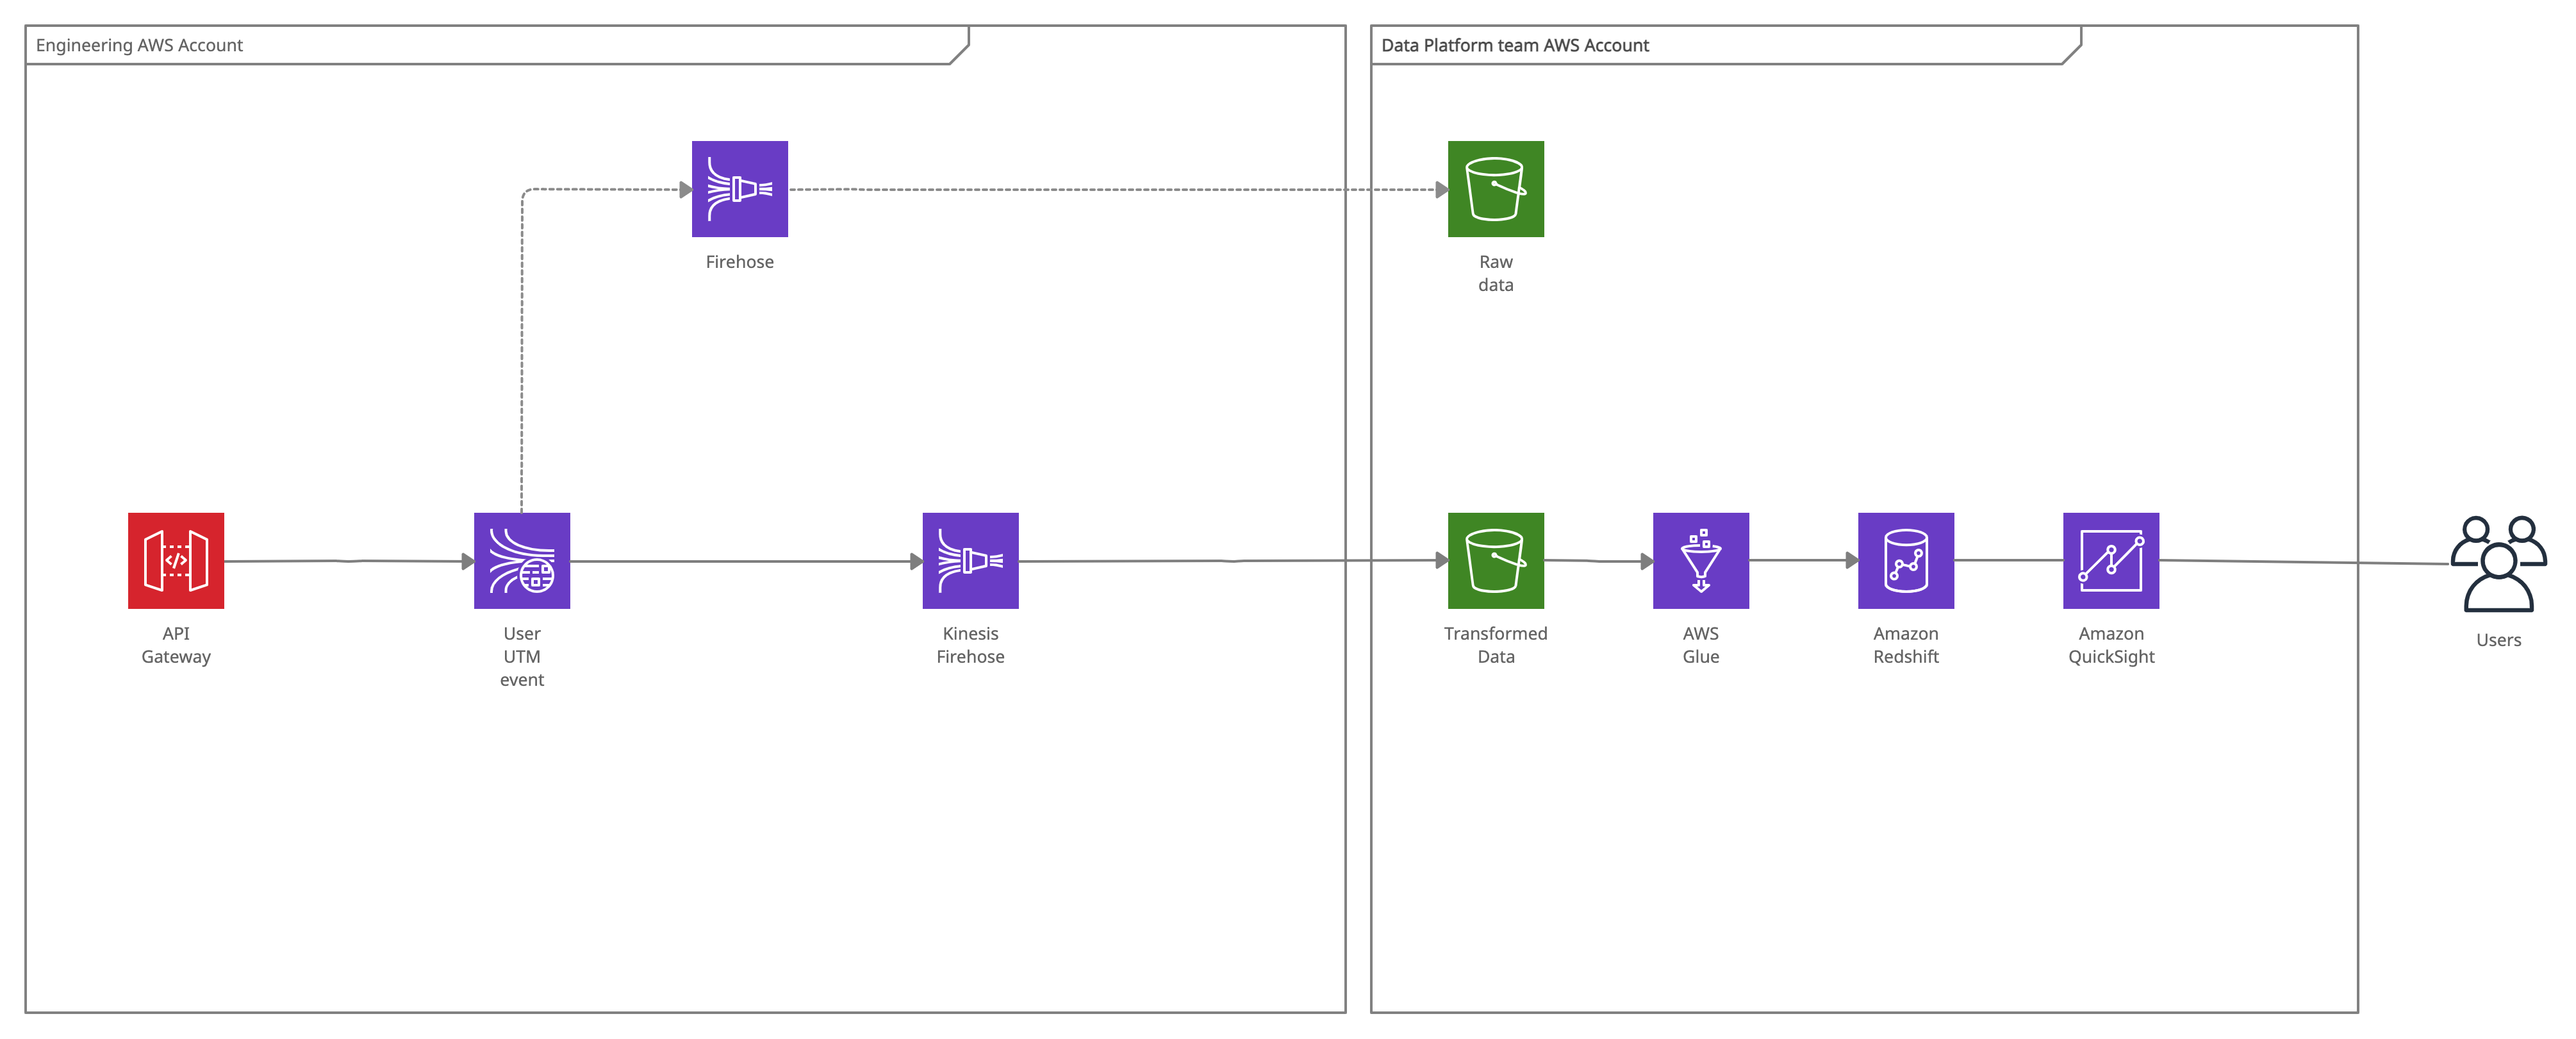 Engineering AWS Account
Data Platform team AWS Account
Firehose
Raw
data
API
Gateway
User
UTM
event
Kinesis
Firehose
Transformed
Data
AWS
Glue
Amazon
Redshift
Amazon
QuickSight
Users